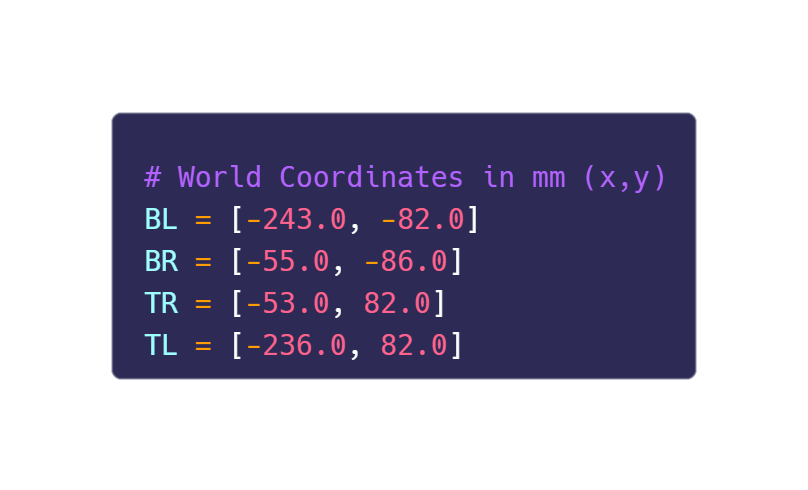 # World Coordinates in mm (x,y)
BL = [-243.0, -82.0]
BR = [-55.0, -86.0]
TR = [-53.0, 82.0]
TL = [-236.0, 82.0]